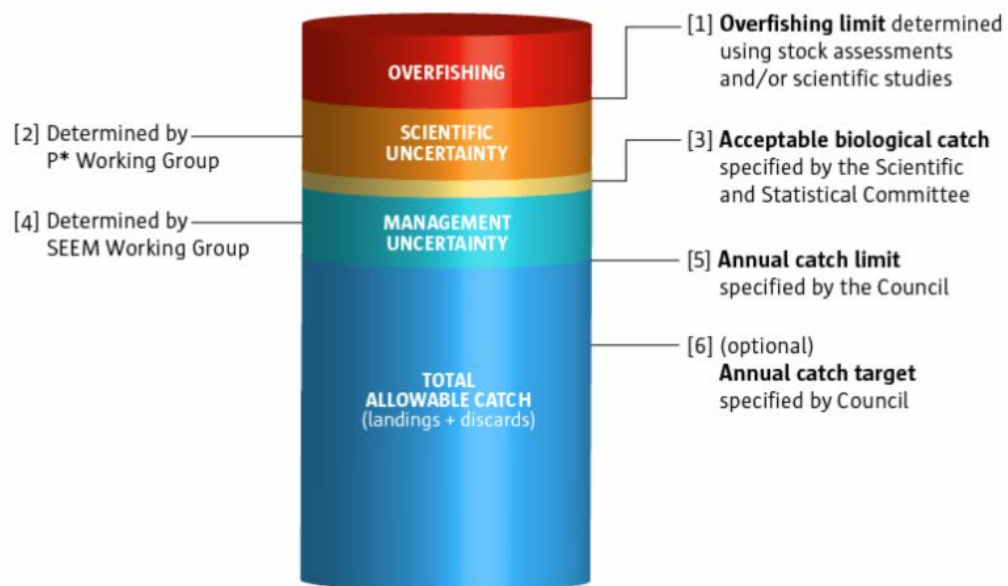 [1] Overfishing limit determined
using stock assessments
and/or scientific studies
OVERFISHING
[2] Determined by
P* Working Group
SCIENTIFIC
UNCERTAINTY
[3] Acceptable biological catch
specified by the Scientific
and Statistical Committee
[4] Determined by
SEEM Working Group
MANAGEMENT
UNCERTAINTY
[5] Annual catch limit
specified by the Council
[6] (optional)
Annual catch target
specified by Council
TOTAL
ALLOWABLE CATCH
(landings + discards)